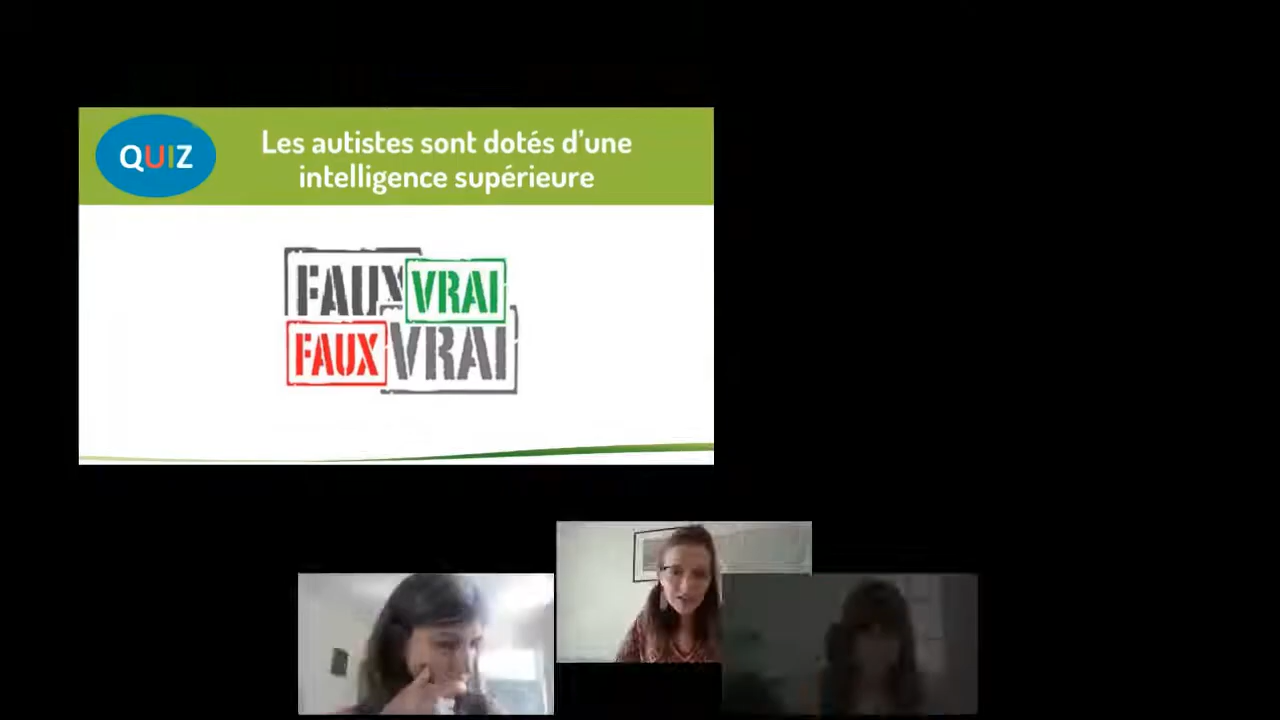 QUIZ
Les autistes sont dotés d'une
intelligence supérieure
FAUX VRAI
FAUX VRAI